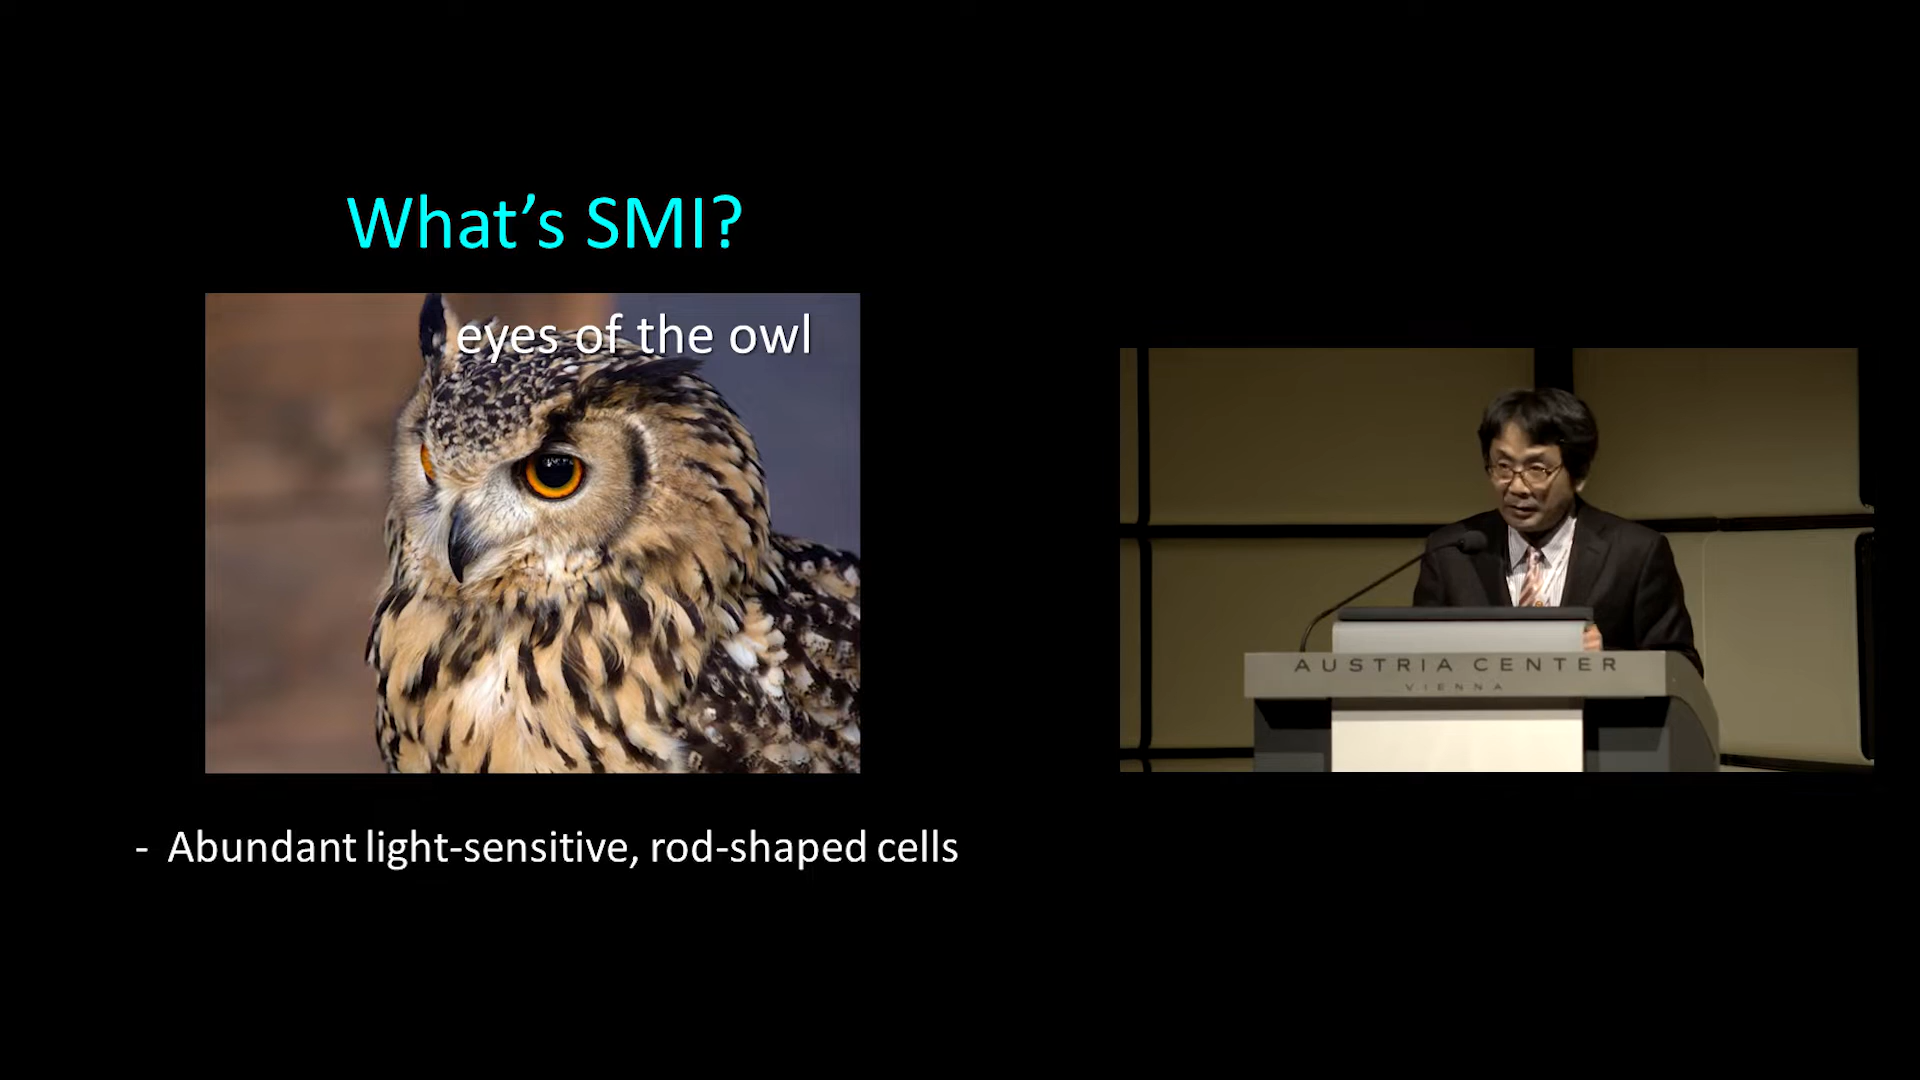 What’s SMI?
eyes of the owl
- Abundant light-sensitive, rod-shaped cells
AUSTRIA CENTER
VIENNA